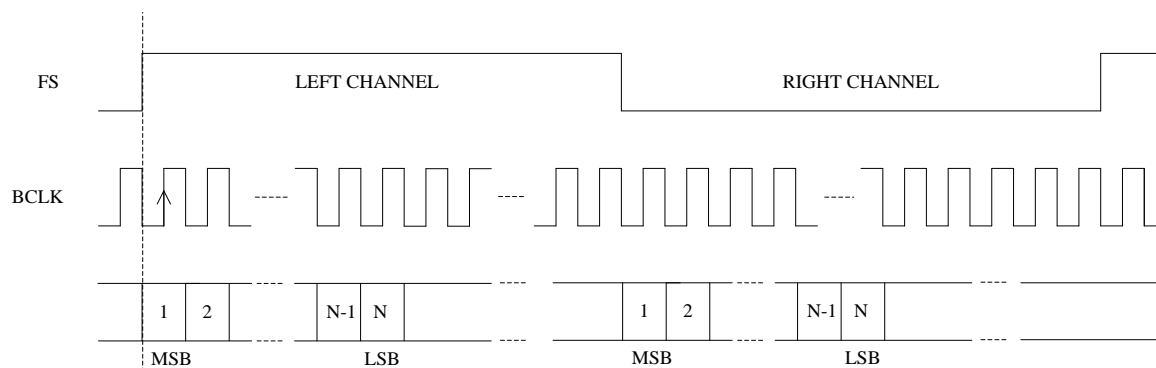 FS
LEFT CHANNEL
RIGHT CHANNEL
BCLK
1 2 N-1 N 1 2 N-1 N
MSB LSB MSB LSB